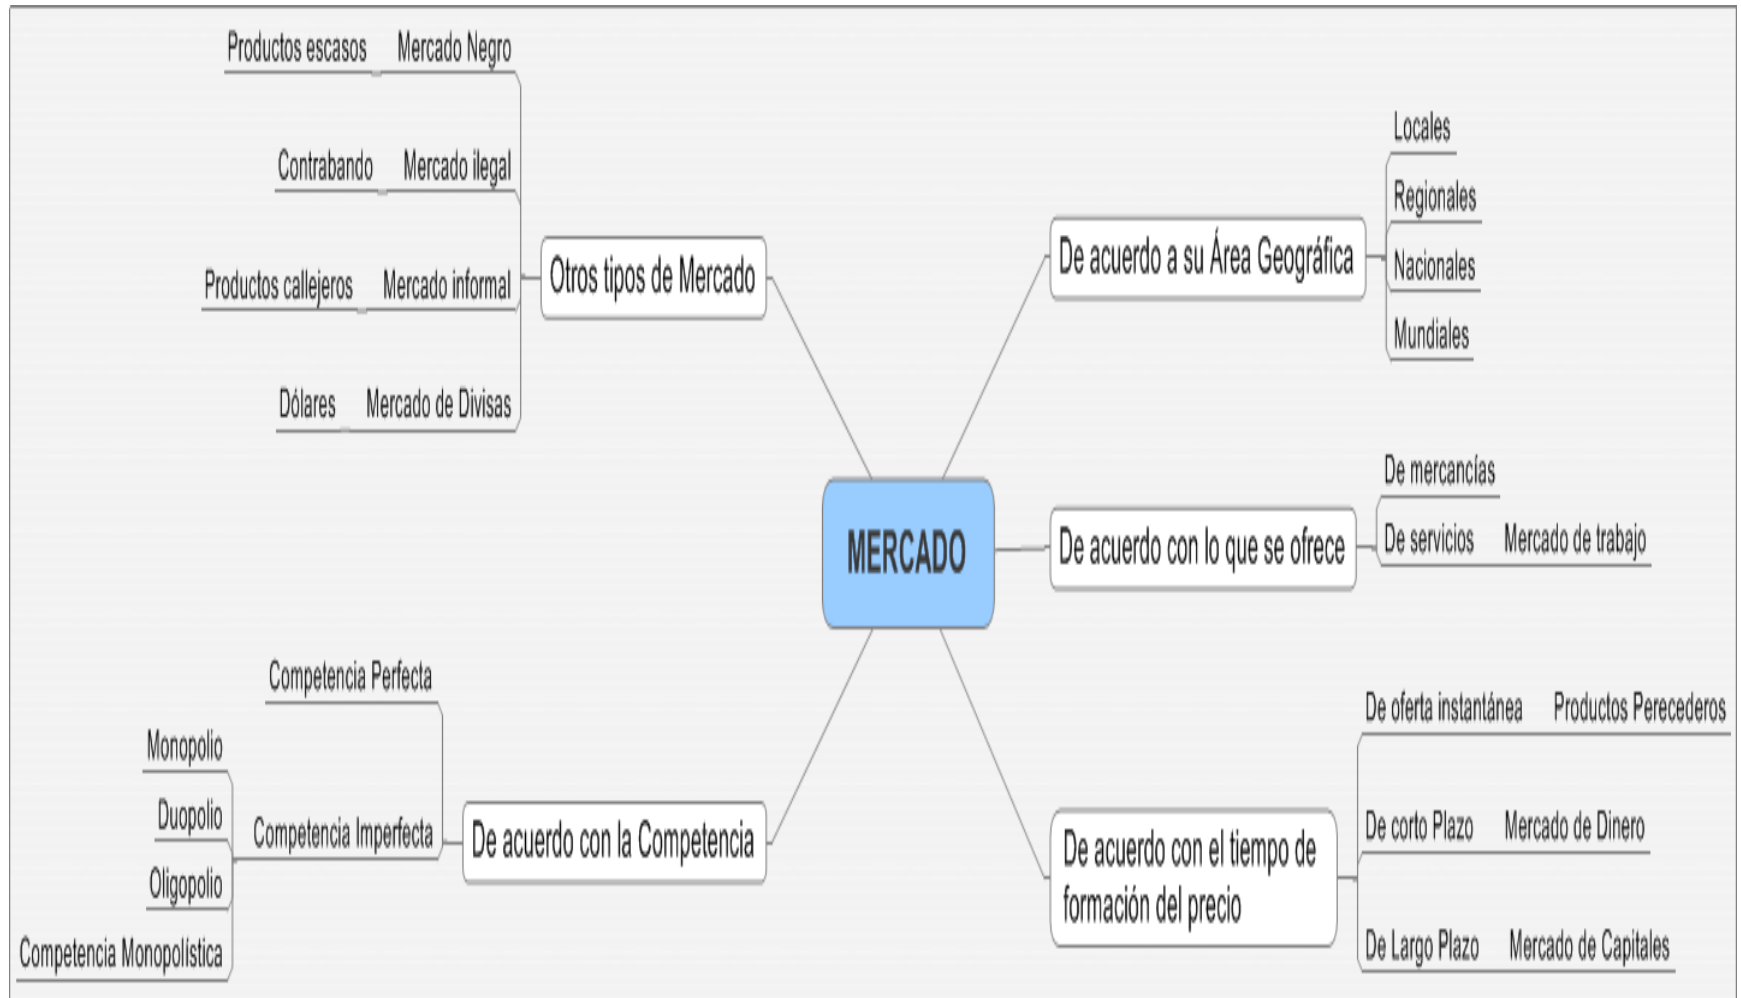 Productos escasos
Mercado Negro
Contrabando
Mercado ilegal
Productos callejeros
Mercado informal
Dólares
Mercado de Divisas
Otros tipos de Mercado
De acuerdo a su Área Geográfica
Locales
Regionales
Nacionales
Mundiales
MERCADO
De acuerdo con lo que se ofrece
De mercancías
De servicios
Mercado de trabajo
Competencia Perfecta
Monopolio
Duopolio
Oligopolio
Competencia Monopolística
Competencia Imperfecta
De acuerdo con la Competencia
De acuerdo con el tiempo de
formación del precio
De oferta instantánea
Productos Perecederos
De corto Plazo
Mercado de Dinero
De Largo Plazo
Mercado de Capitales